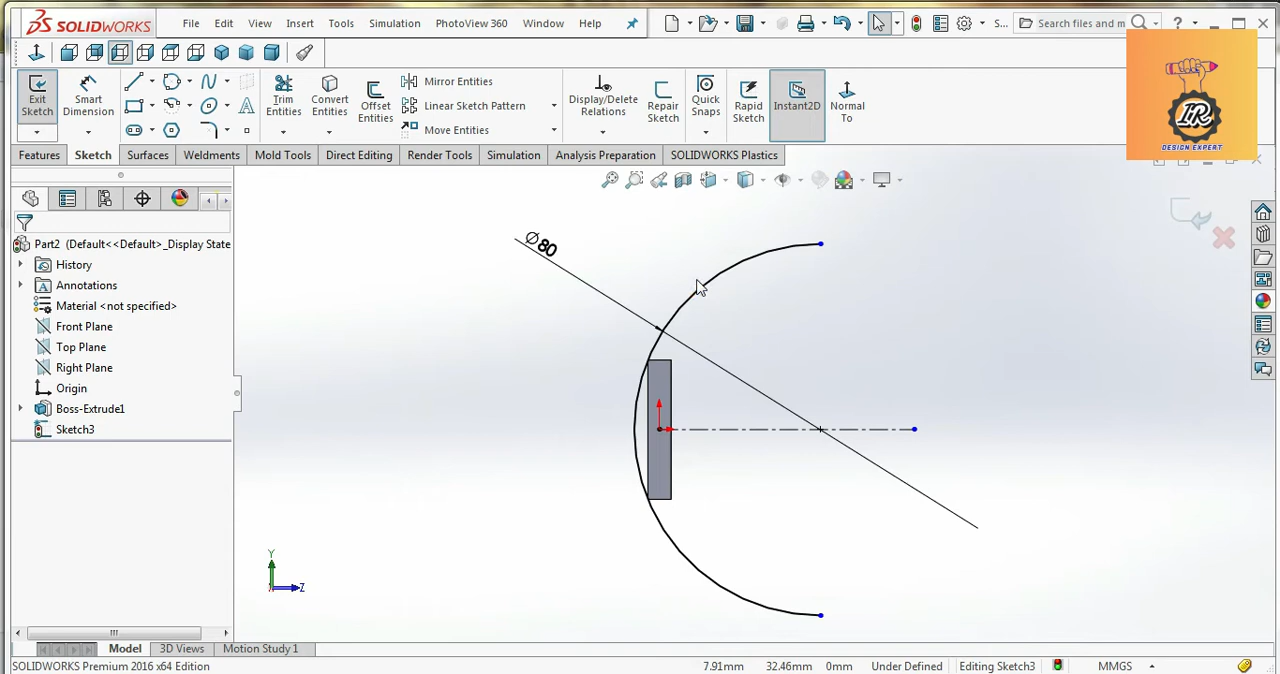 SOLIDWORKS File Edit View Insert Tools Simulation PhotoView 360 Window Help S... Search files and m ?
Exit Sketch
Smart Dimension
Trim Entities
Convert Entities
Offset Entities
Mirror Entities
Linear Sketch Pattern
Move Entities
Display/Delete Relations
Repair Sketch
Quick Snaps
Rapid Sketch
Instant2D
Normal To
IR
DESIGN EXPERT
Features Sketch Surfaces Weldments Mold Tools Direct Editing Render Tools Simulation Analysis Preparation SOLIDWORKS Plastics
Part2 (Default<<Default>_Display State
History
Annotations
Material <not specified>
Front Plane
Top Plane
Right Plane
Origin
Boss-Extrude1
Sketch3
Ø80
Y
Z
Model 3D Views Motion Study 1
SOLIDWORKS Premium 2016 x64 Edition 7.91mm 32.46mm 0mm Under Defined Editing Sketch3 MMGS